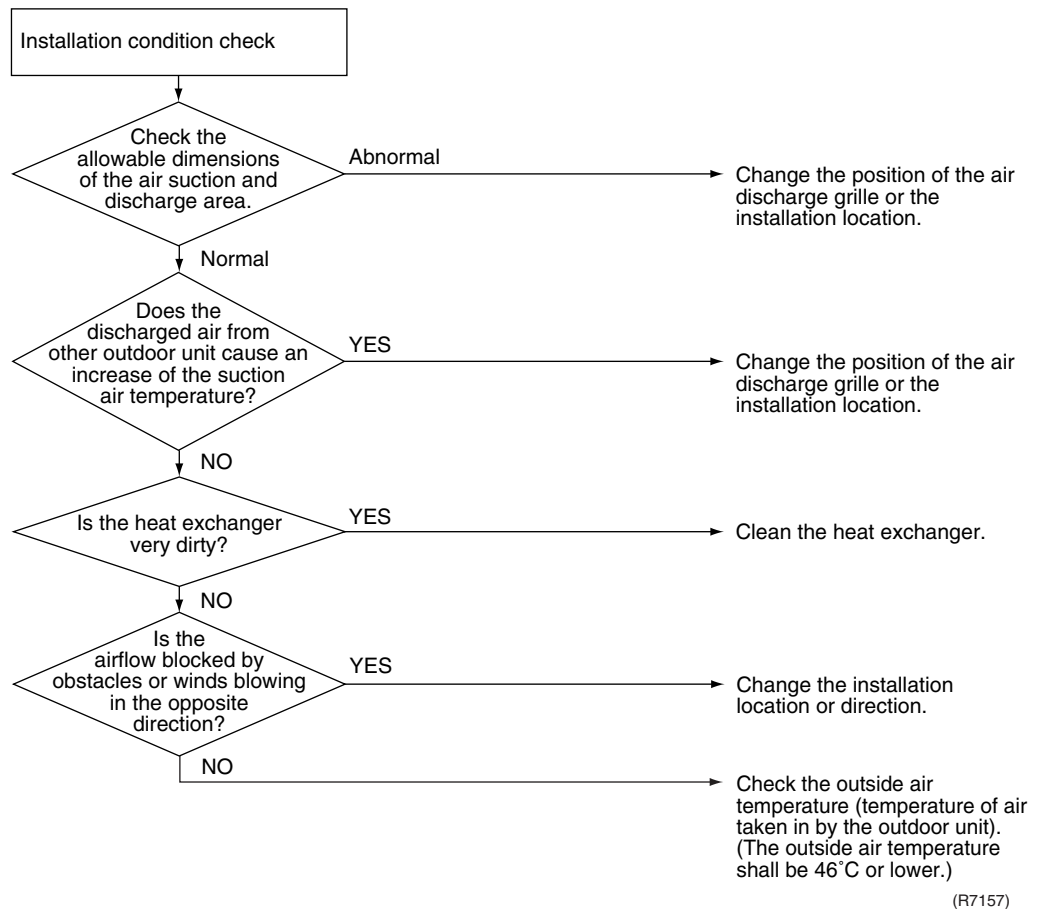 Installation condition check
Check the
allowable dimensions
of the air suction and
discharge area.
Abnormal
Change the position of the air
discharge grille or the
installation location.
Normal
Does the
discharged air from
other outdoor unit cause an
increase of the suction
air temperature?
YES
Change the position of the air
discharge grille or the
installation location.
NO
Is the heat exchanger
very dirty?
YES
Clean the heat exchanger.
NO
Is the
airflow blocked by
obstacles or winds blowing
in the opposite
direction?
YES
Change the installation
location or direction.
NO
Check the outside air
temperature (temperature of air
taken in by the outdoor unit).
(The outside air temperature
shall be 46˚C or lower.)
(R7157)